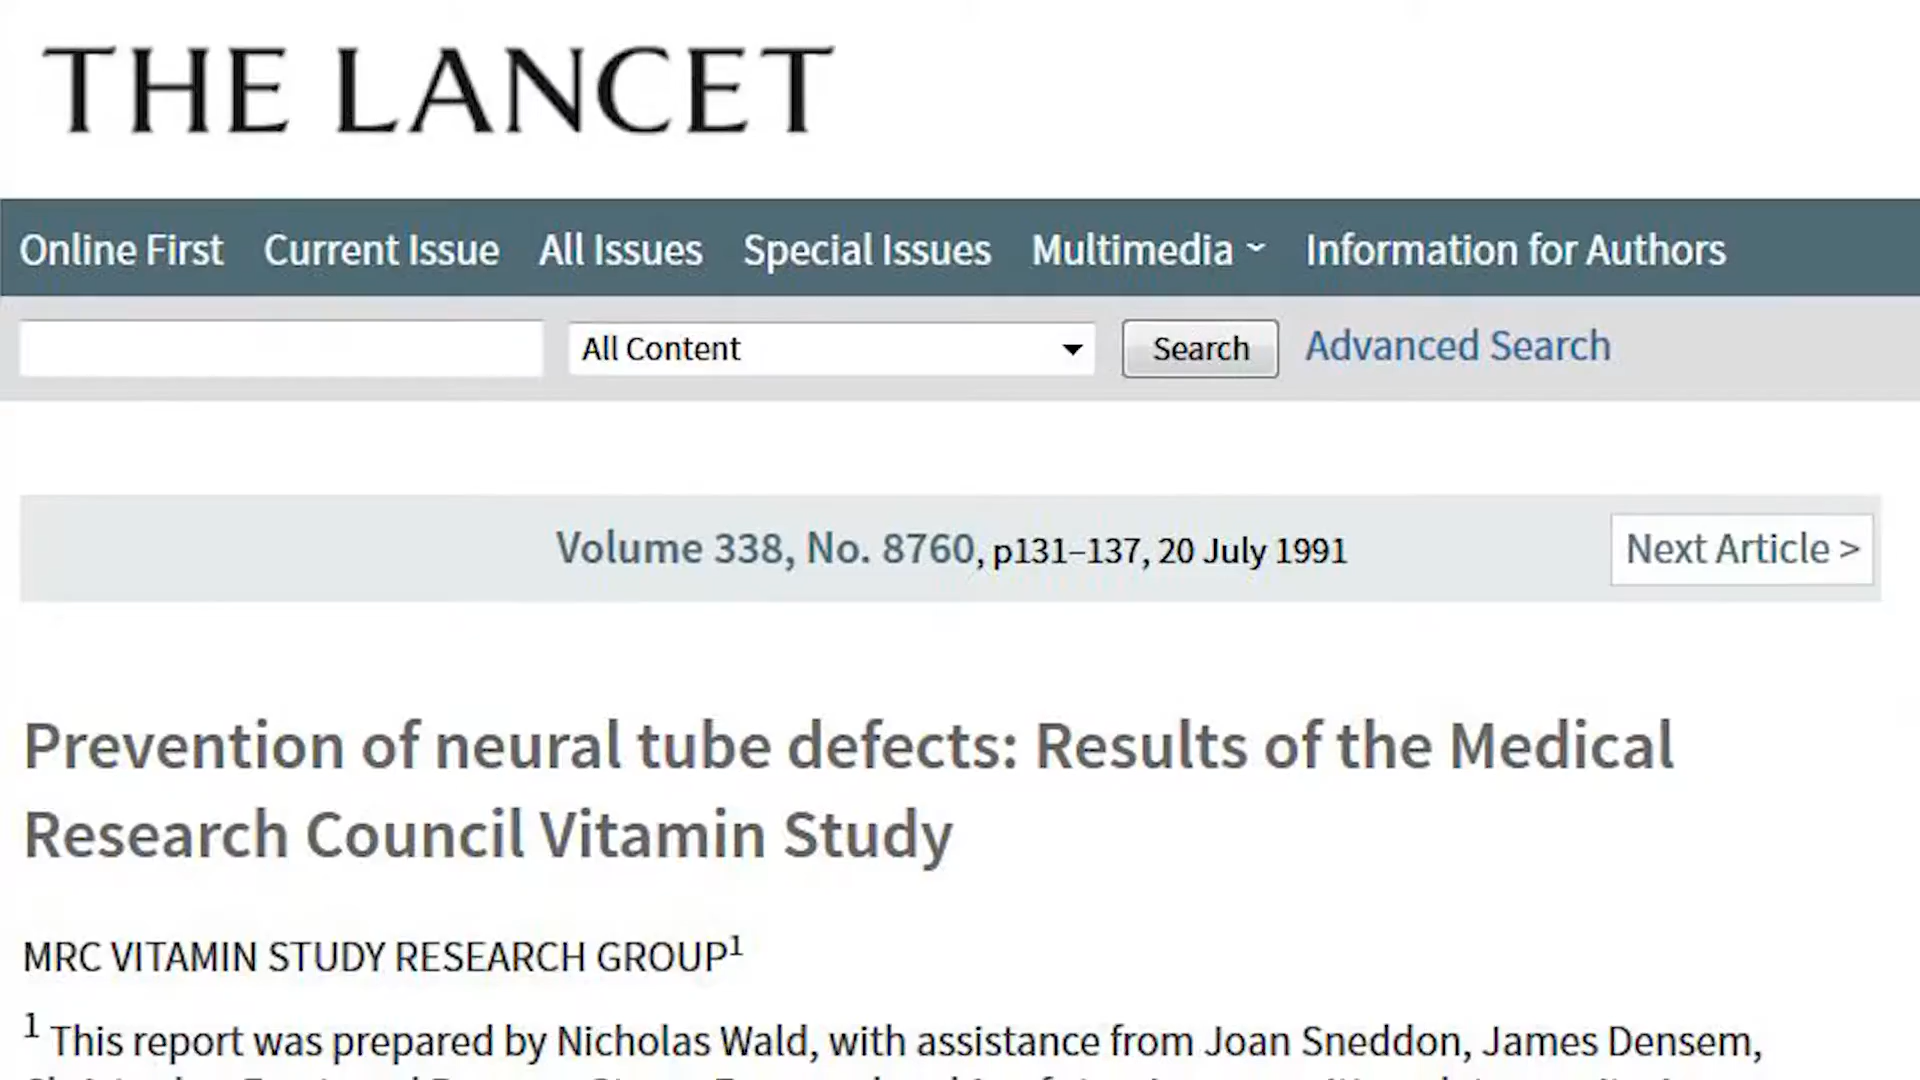 THE LANCET
Online First Current Issue All Issues Special Issues Multimedia Information for Authors
All Content Search Advanced Search
Volume 338, No. 8760, p131–137, 20 July 1991 Next Article >
Prevention of neural tube defects: Results of the Medical
Research Council Vitamin Study
MRC VITAMIN STUDY RESEARCH GROUP¹
¹ This report was prepared by Nicholas Wald, with assistance from Joan Sneddon, James Densem,